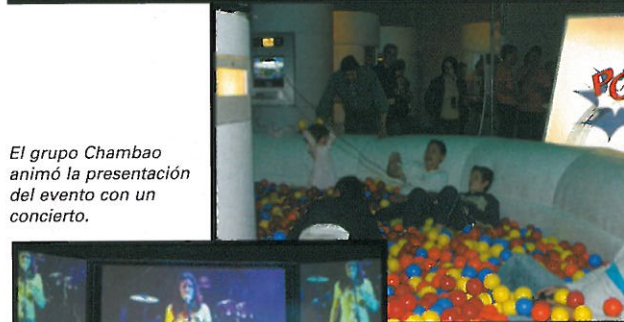 El grupo Chambao
animó la presentación
del evento con un
concierto.